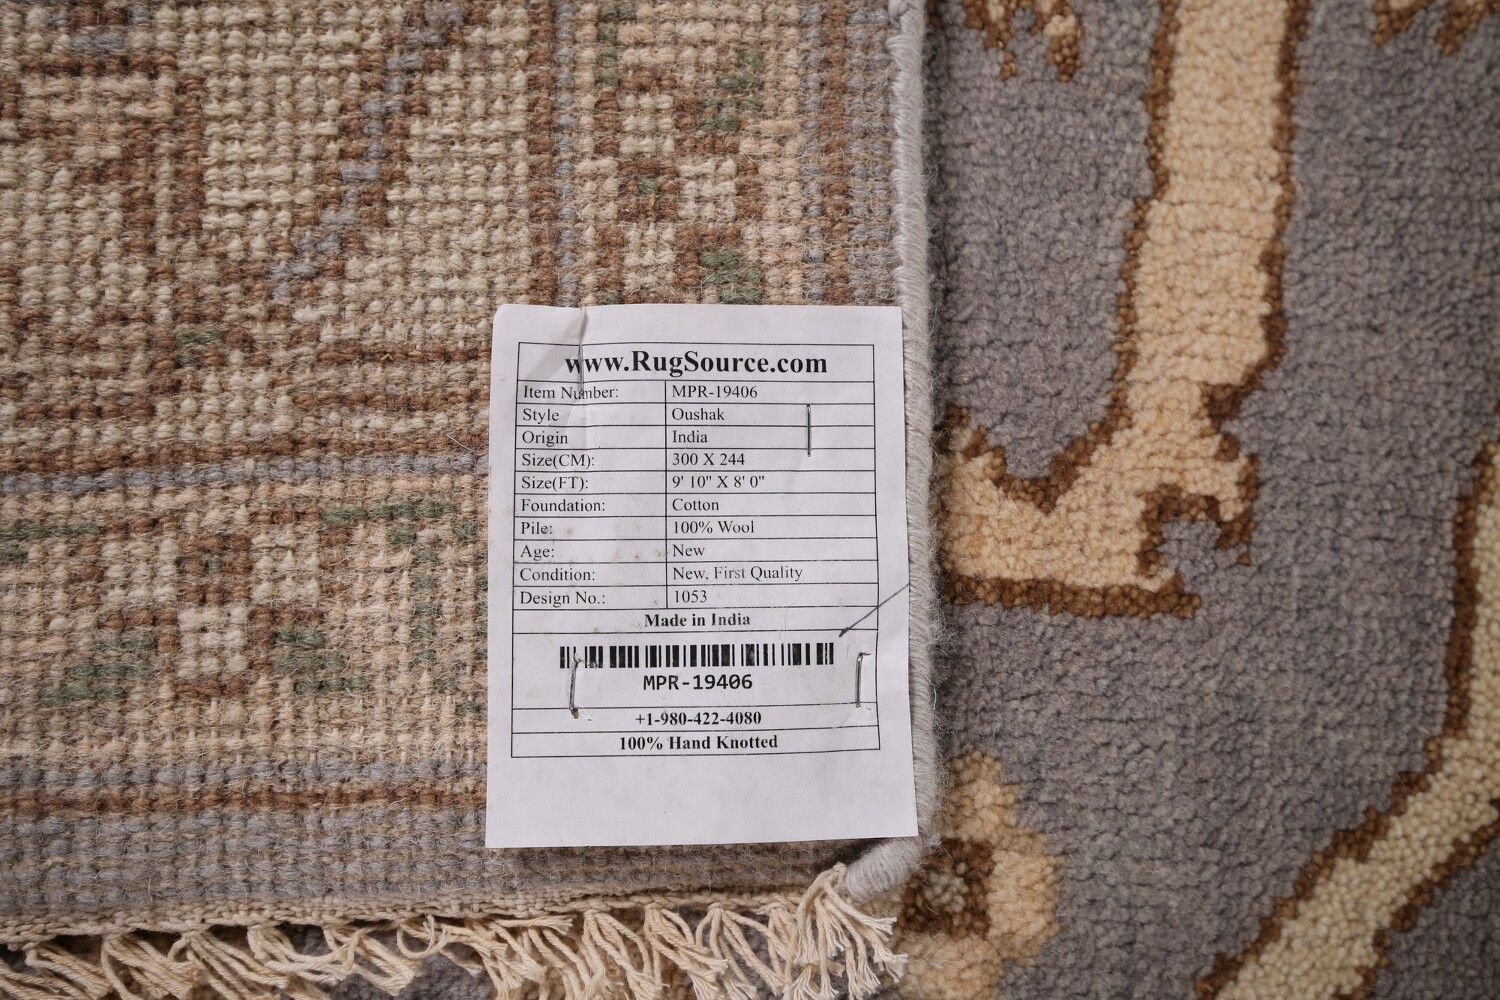 www.RugSource.com
Item Number: MPR-19406
Style Oushak
Origin India
Size(CM): 300 X 244
Size(FT): 9' 10" X 8' 0"
Foundation: Cotton
Pile: 100% Wool
Age: New
Condition: New, First Quality
Design No.: 1053
Made in India
MPR-19406
+1-980-422-4080
100% Hand Knotted